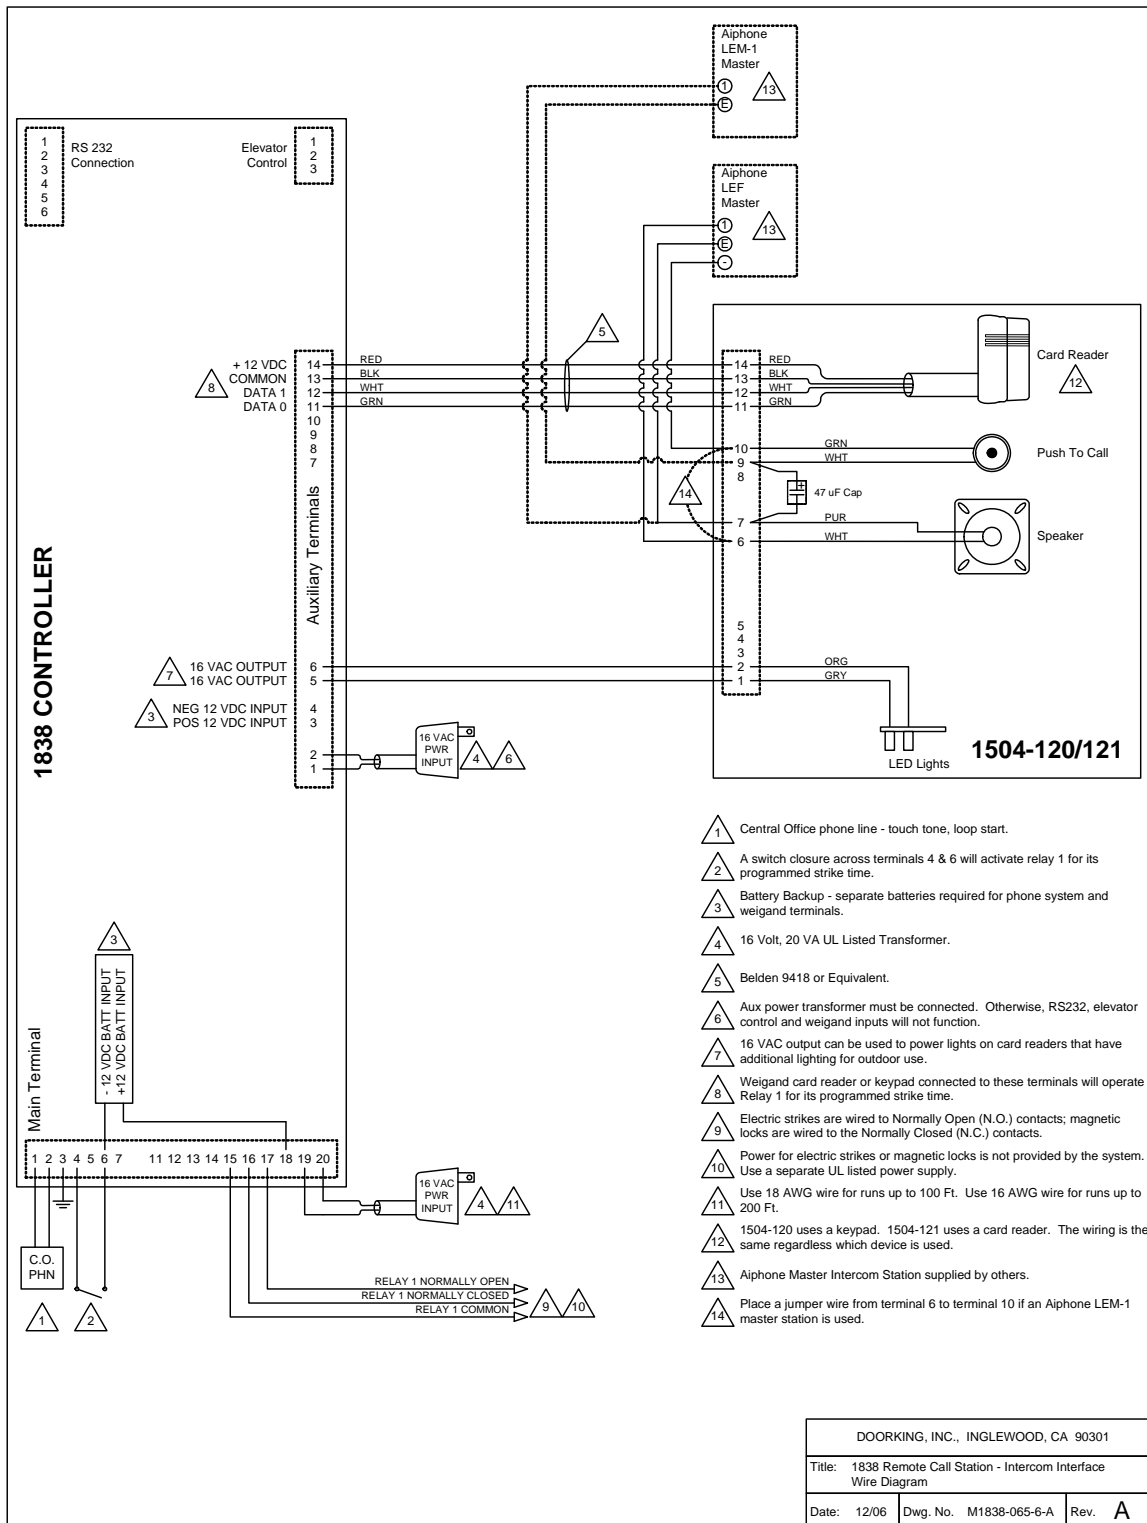 Aiphone
LEM-1
Master
1
E
13
Aiphone
LEF
Master
1
E
-
13
1
2
3
4
5
6
RS 232
Connection
Elevator
Control
1
2
3
1838 CONTROLLER
5
8
+ 12 VDC
COMMON
DATA 1
DATA 0
14
13
12
11
10
9
8
7
Auxiliary Terminals
RED
BLK
WHT
GRN
7
16 VAC OUTPUT
16 VAC OUTPUT
6
5
3
NEG 12 VDC INPUT
POS 12 VDC INPUT
4
3
2
1
16 VAC
PWR
INPUT
4
6
14
13
12
11
RED
BLK
WHT
GRN
Card Reader
12
10
9
8
GRN
WHT
Push To Call
14
+
47 uF Cap
7
6
PUR
WHT
Speaker
5
4
3
2
1
ORG
GRY
LED Lights
1504-120/121
3
- 12 VDC BATT INPUT
+12 VDC BATT INPUT
Main Terminal
1 2 3 4 5 6 7 11 12 13 14 15 16 17 18 19 20
16 VAC
PWR
INPUT
4
11
C.O.
PHN
1
2
RELAY 1 NORMALLY OPEN
RELAY 1 NORMALLY CLOSED
RELAY 1 COMMON
9
10
1 Central Office phone line - touch tone, loop start.
2 A switch closure across terminals 4 & 6 will activate relay 1 for its
programmed strike time.
3 Battery Backup - separate batteries required for phone system and
weigand terminals.
4 16 Volt, 20 VA UL Listed Transformer.
5 Belden 9418 or Equivalent.
6 Aux power transformer must be connected. Otherwise, RS232, elevator
control and weigand inputs will not function.
7 16 VAC output can be used to power lights on card readers that have
additional lighting for outdoor use.
8 Weigand card reader or keypad connected to these terminals will operate
Relay 1 for its programmed strike time.
9 Electric strikes are wired to Normally Open (N.O.) contacts; magnetic
locks are wired to the Normally Closed (N.C.) contacts.
10 Power for electric strikes or magnetic locks is not provided by the system.
Use a separate UL listed power supply.
11 Use 18 AWG wire for runs up to 100 Ft. Use 16 AWG wire for runs up to
200 Ft.
12 1504-120 uses a keypad. 1504-121 uses a card reader. The wiring is the
same regardless which device is used.
13 Aiphone Master Intercom Station supplied by others.
14 Place a jumper wire from terminal 6 to terminal 10 if an Aiphone LEM-1
master station is used.
DOORKING, INC., INGLEWOOD, CA 90301
Title: 1838 Remote Call Station - Intercom Interface
Wire Diagram
Date: 12/06 Dwg. No. M1838-065-6-A Rev. A